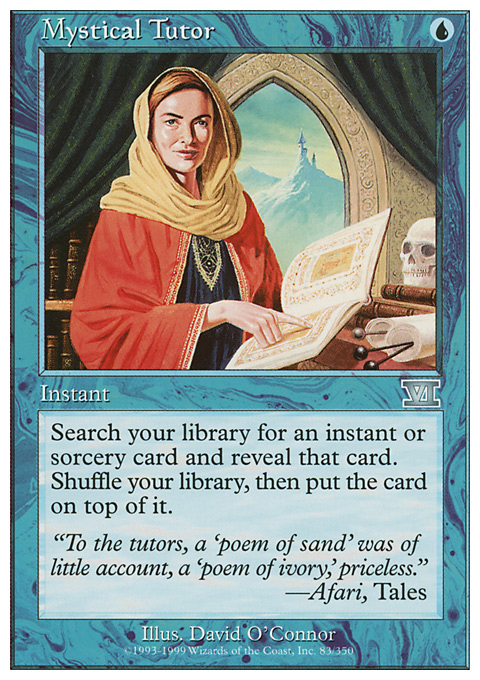 Mystical Tutor
Instant
VI
Search your library for an instant or
sorcery card and reveal that card.
Shuffle your library, then put the card
on top of it.
“To the tutors, a ‘poem of sand’ was of
little account, a ‘poem of ivory,’ priceless.”
—Afari, Tales
Illus. David O’Connor
©1993-1999 Wizards of the Coast, Inc. 83/350